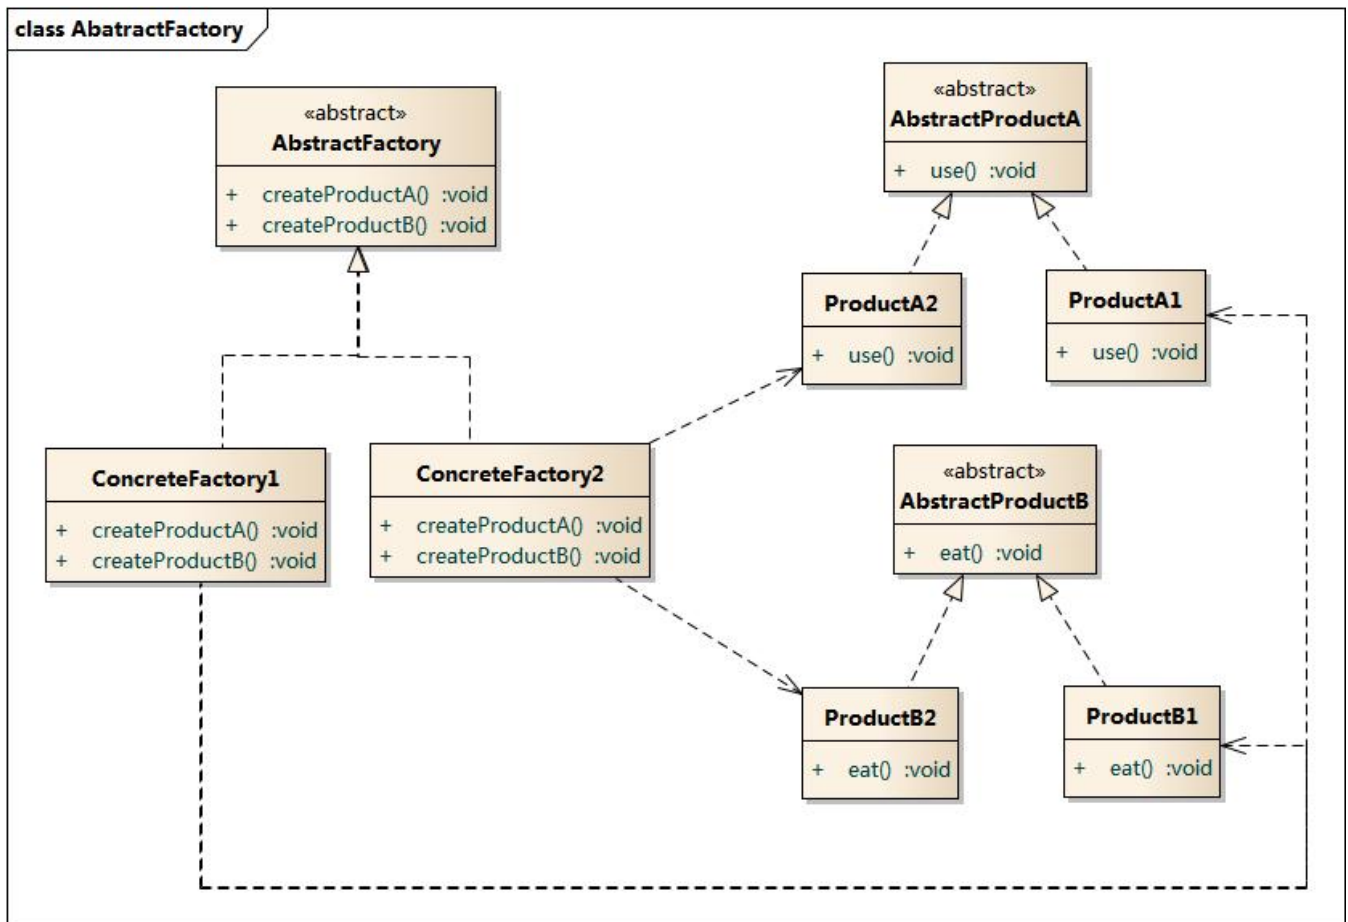 class AbatractFactory
«abstract»
AbstractFactory
+ createProductA() :void
+ createProductB() :void
«abstract»
AbstractProductA
+ use() :void
ProductA2
+ use() :void
ProductA1
+ use() :void
ConcreteFactory1
+ createProductA() :void
+ createProductB() :void
ConcreteFactory2
+ createProductA() :void
+ createProductB() :void
«abstract»
AbstractProductB
+ eat() :void
ProductB2
+ eat() :void
ProductB1
+ eat() :void